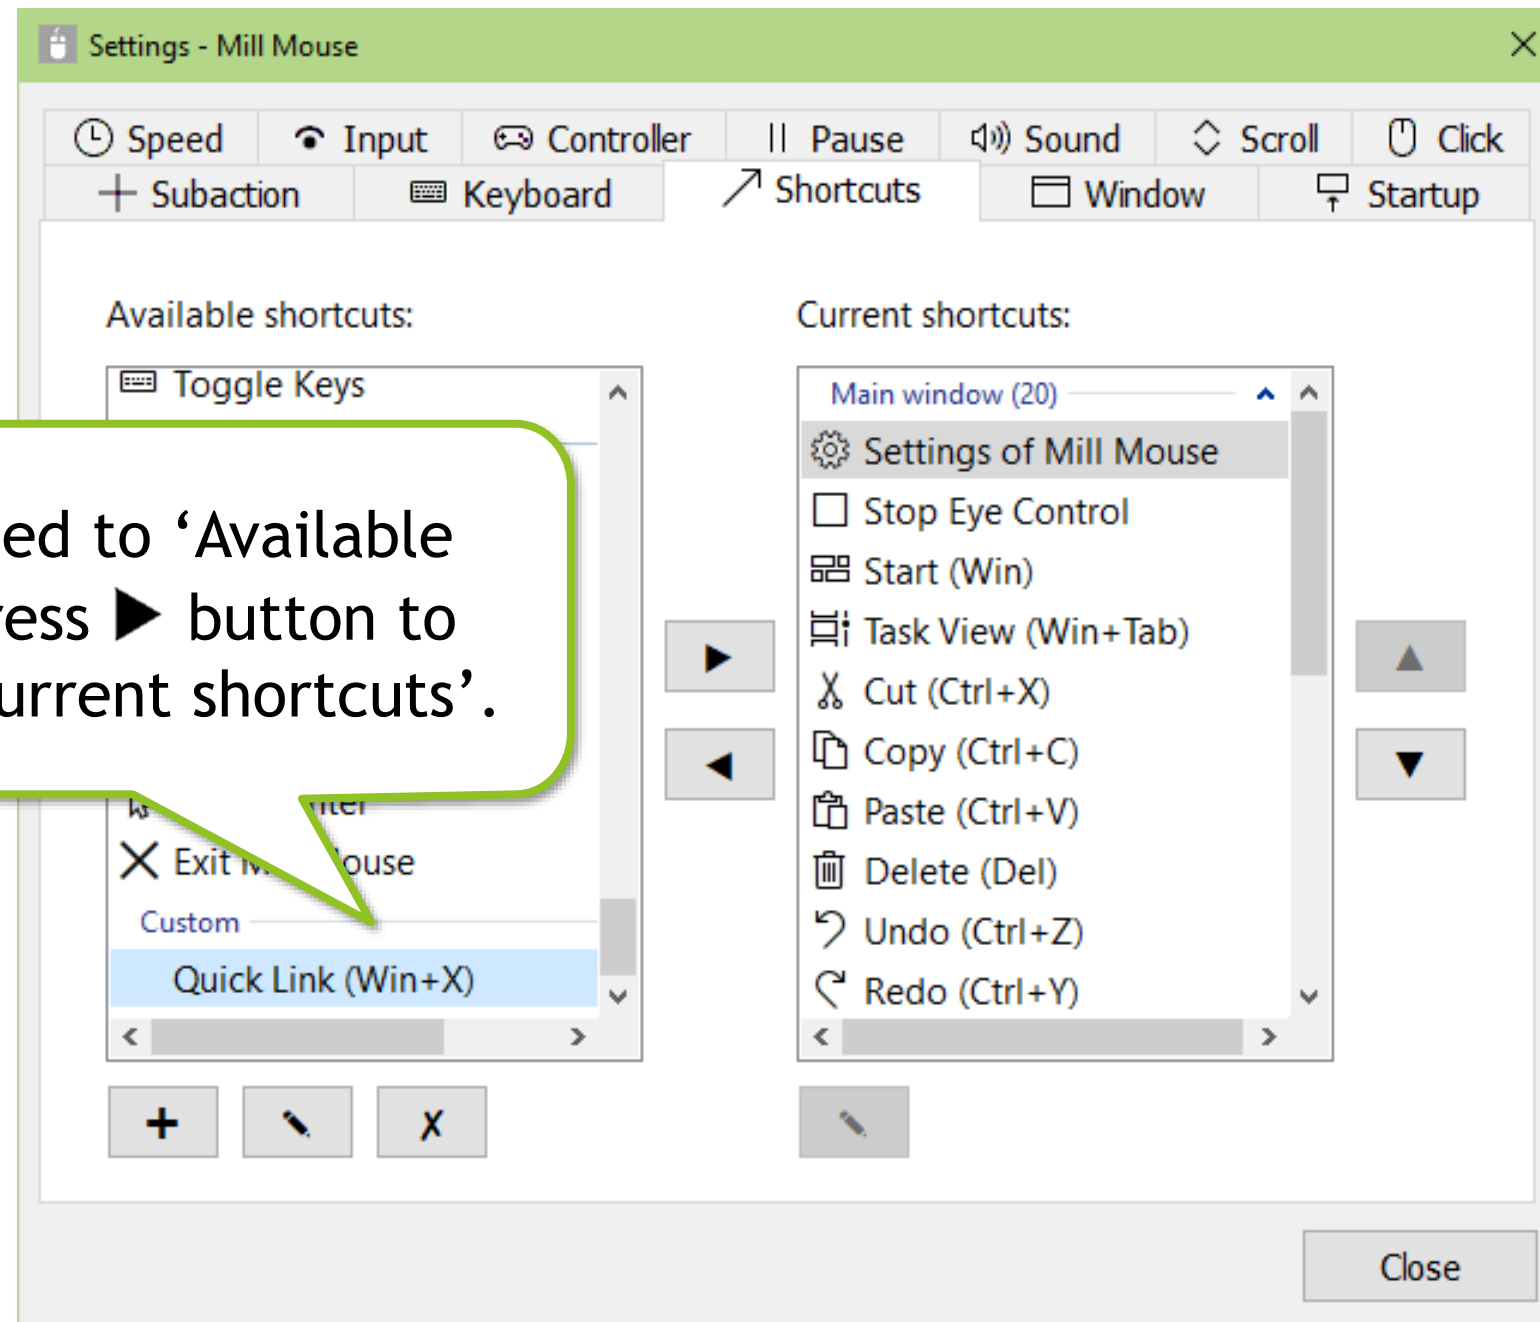 Settings - Mill Mouse
Speed Input Controller Pause Sound Scroll Click
Subaction Keyboard Shortcuts Window Startup
Available shortcuts:
Toggle Keys
ed to ‘Available
ress ▶ button to
urrent shortcuts’.
Exit
Custom
Quick Link (Win+X)
Current shortcuts:
Main window (20)
Settings of Mill Mouse
Stop Eye Control
Start (Win)
Task View (Win+Tab)
Cut (Ctrl+X)
Copy (Ctrl+C)
Paste (Ctrl+V)
Delete (Del)
Undo (Ctrl+Z)
Redo (Ctrl+Y)
Close